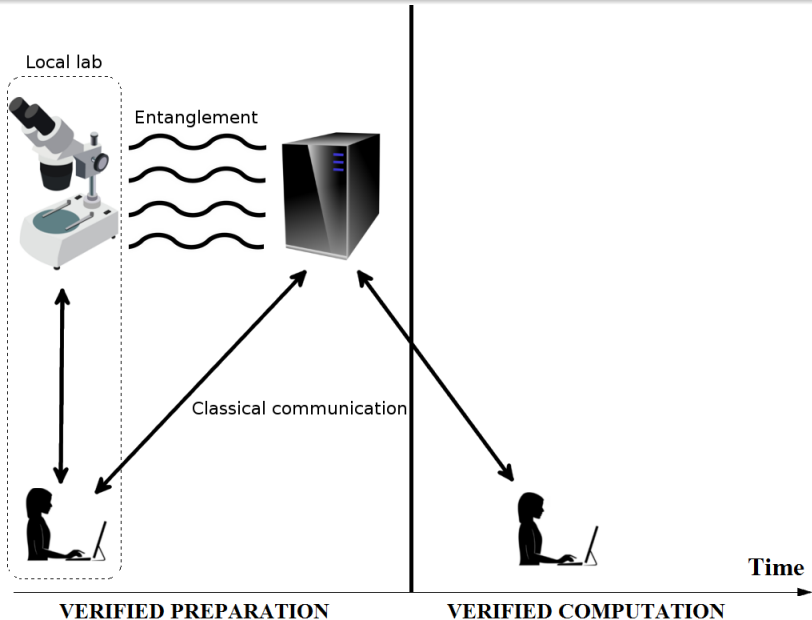 Local lab
Entanglement
Classical communication
Time
VERIFIED PREPARATION
VERIFIED COMPUTATION